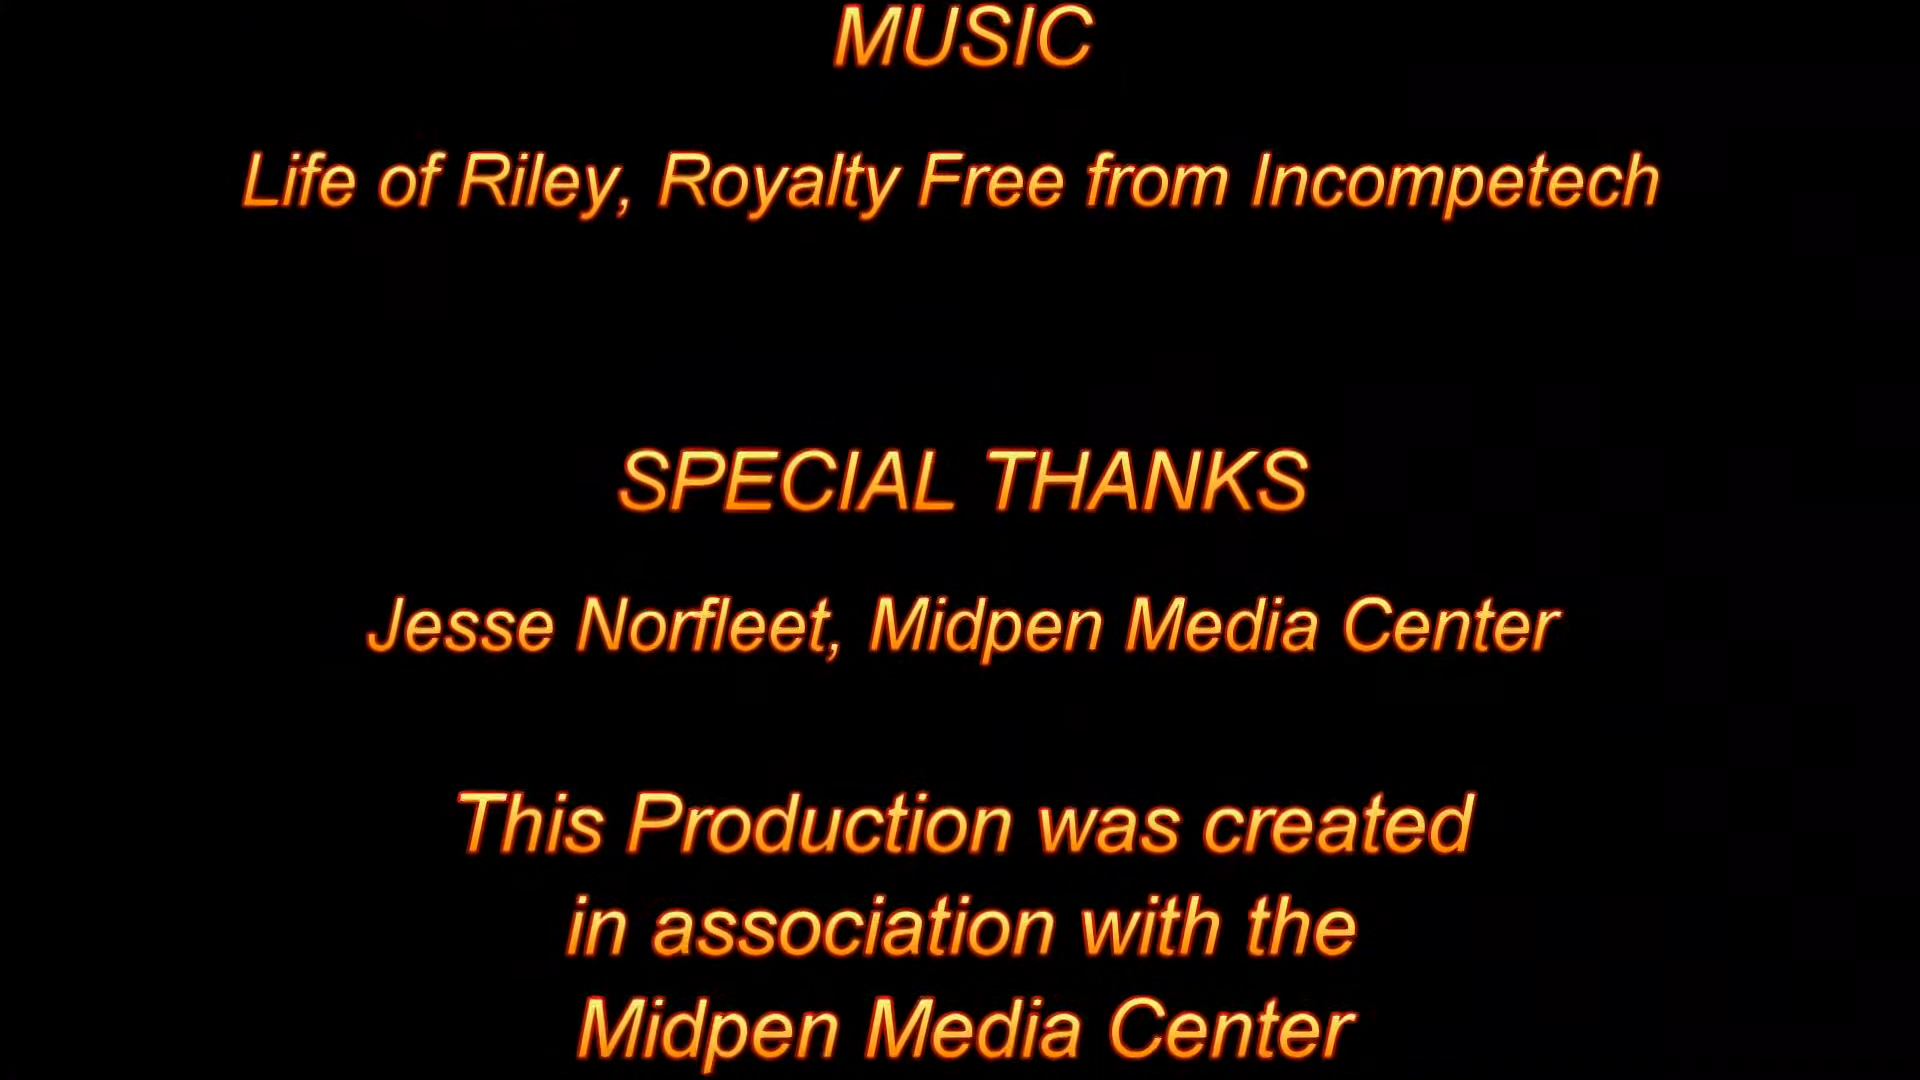 MUSIC
Life of Riley, Royalty Free from Incompetech
SPECIAL THANKS
Jesse Norfleet, Midpen Media Center
This Production was created
in association with the
Midpen Media Center